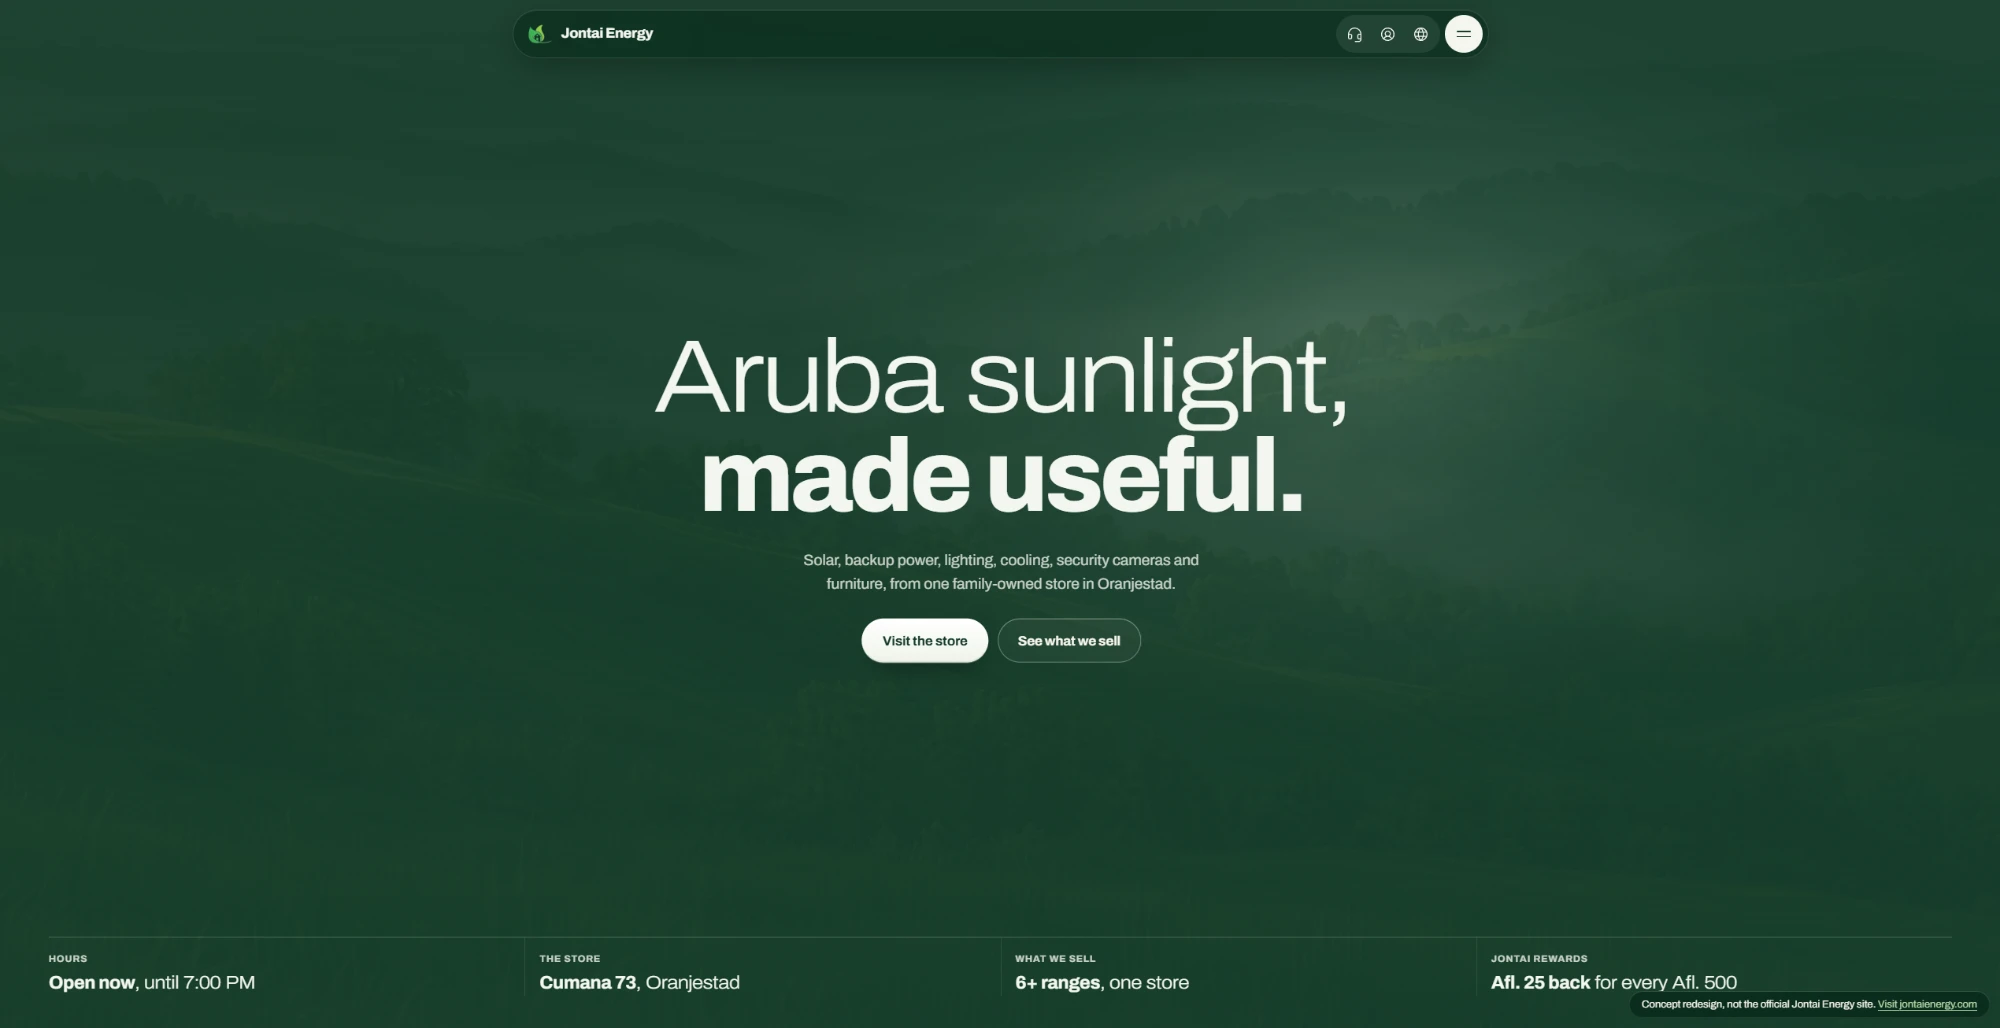 Jontai Energy
Aruba sunlight,
made useful.
Solar, backup power, lighting, cooling, security cameras and
furniture, from one family-owned store in Oranjestad.
Visit the store
See what we sell
HOURS
Open now, until 7:00 PM
THE STORE
Cumana 73, Oranjestad
WHAT WE SELL
6+ ranges, one store
JONTAI REWARDS
Afl. 25 back for every Afl. 500
Concept redesign, not the official Jontai Energy site. Visit jontaienergy.com